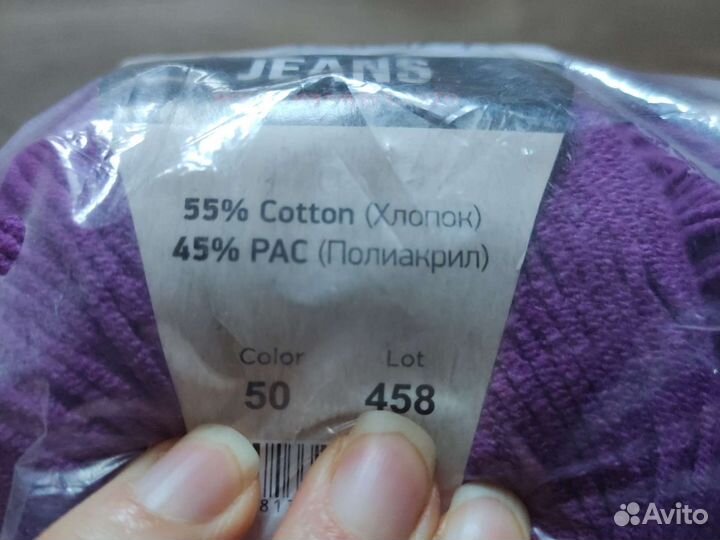 JEANS
55% Cotton (Хлопок)
45% PAC (Полиакрил)
Color Lot
50 458
Avito